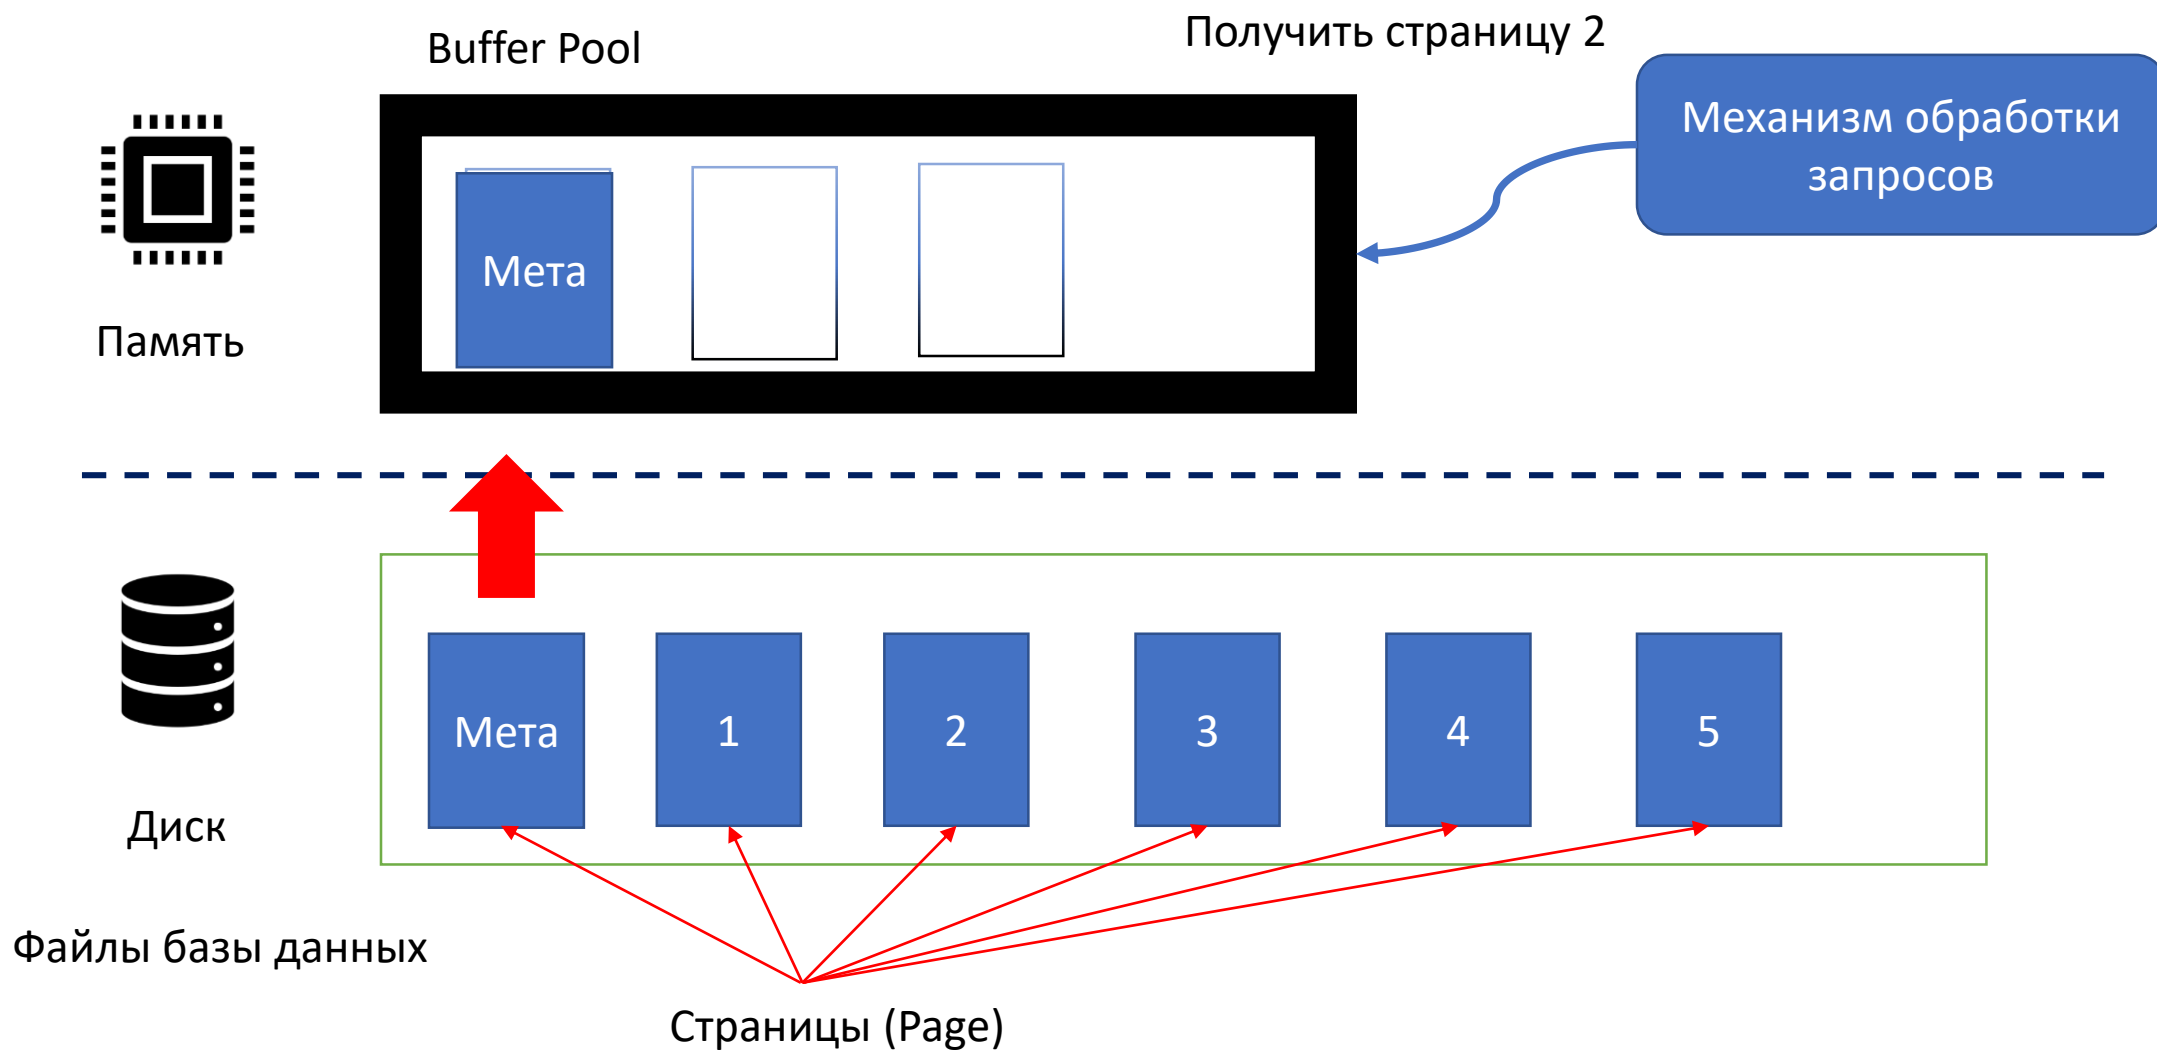 Buffer Pool
Получить страницу 2
Механизм обработки
запросов
Мета
Память
Мета
1
2
3
4
5
Диск
Файлы базы данных
Страницы (Page)